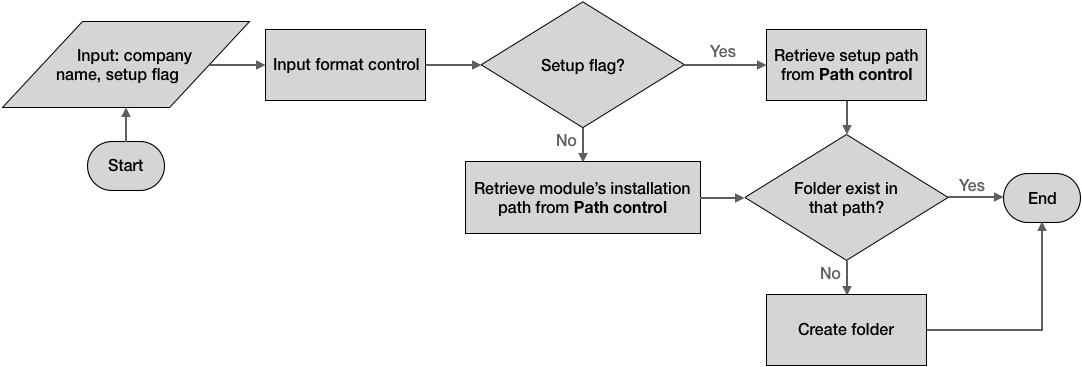 Input: company
name, setup flag
Input format control
Setup flag?
Yes
Retrieve setup path
from Path control
Start
No
Retrieve module’s installation
path from Path control
Folder exist in
that path?
Yes
End
No
Create folder